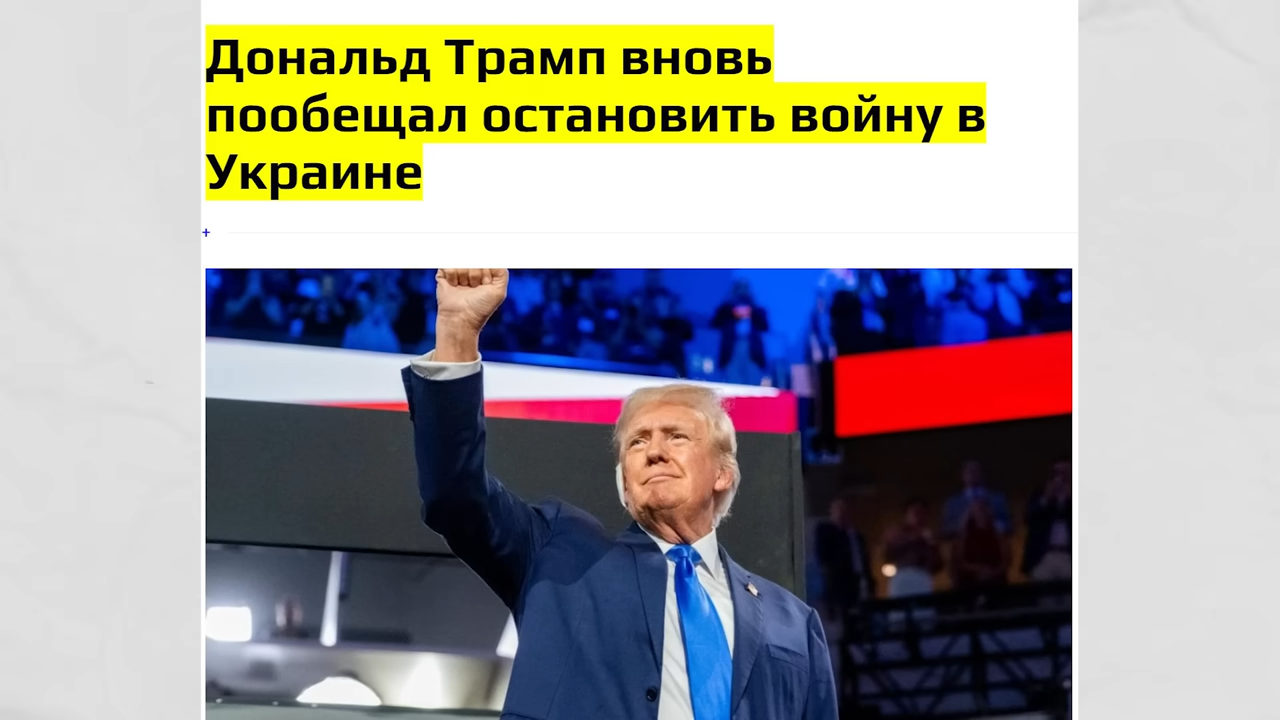 Дональд Трамп вновь
пообещал остановить войну в
Украине
+